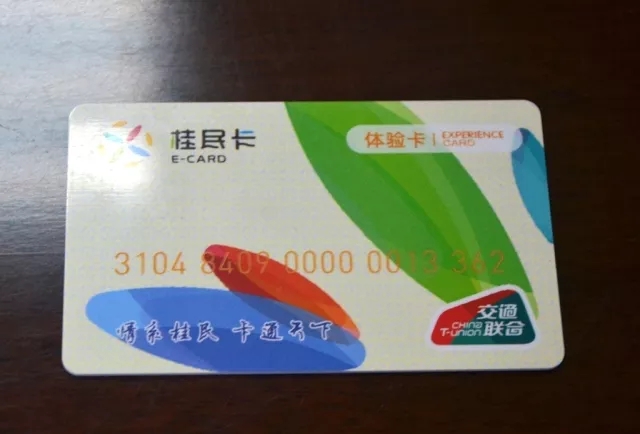 桂民卡
E-CARD
体验卡 | EXPERIENCE CARD
3104 8409 0000 0013 362
情系桂民 卡通天下
交通
联合
CHINA
T-UNION